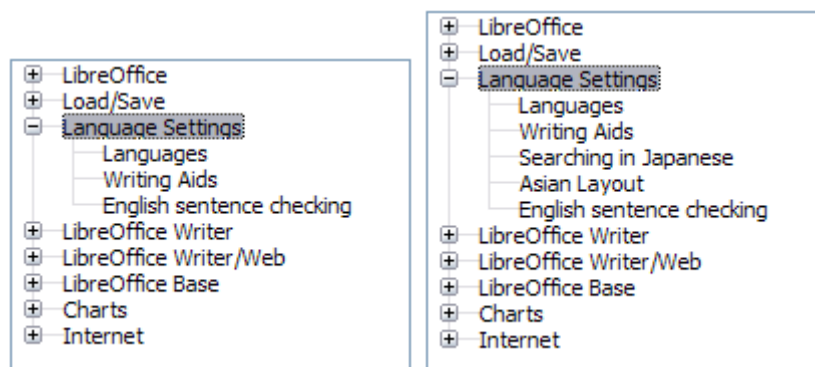 LibreOffice
Load/Save
Language Settings
Languages
Writing Aids
English sentence checking
LibreOffice Writer
LibreOffice Writer/Web
LibreOffice Base
Charts
Internet
LibreOffice
Load/Save
Language Settings
Languages
Writing Aids
Searching in Japanese
Asian Layout
English sentence checking
LibreOffice Writer
LibreOffice Writer/Web
LibreOffice Base
Charts
Internet